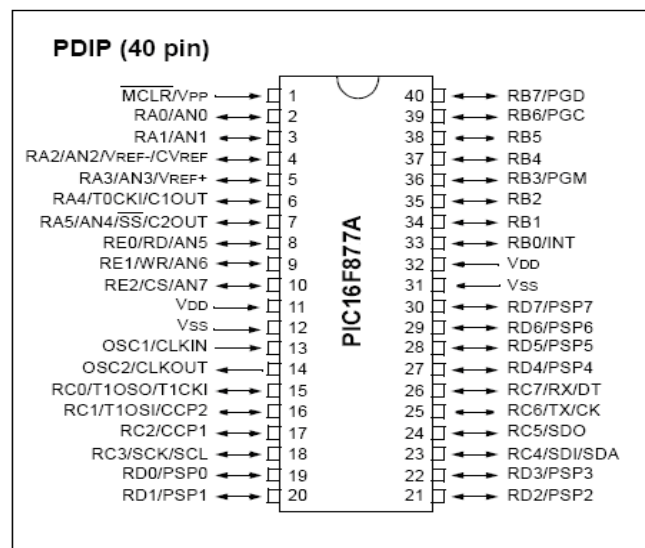 PDIP (40 pin)
MCLR/VPP 1 40 RB7/PGD
RA0/AN0 2 39 RB6/PGC
RA1/AN1 3 38 RB5
RA2/AN2/VREF-/CVREF 4 37 RB4
RA3/AN3/VREF+ 5 36 RB3/PGM
RA4/T0CKI/C1OUT 6 35 RB2
RA5/AN4/SS/C2OUT 7 34 RB1
RE0/RD/AN5 8 33 RB0/INT
RE1/WR/AN6 9 32 VDD
RE2/CS/AN7 10 31 VSS
VDD 11 30 RD7/PSP7
VSS 12 29 RD6/PSP6
OSC1/CLKIN 13 28 RD5/PSP5
OSC2/CLKOUT 14 27 RD4/PSP4
RC0/T1OSO/T1CKI 15 26 RC7/RX/DT
RC1/T1OSI/CCP2 16 25 RC6/TX/CK
RC2/CCP1 17 24 RC5/SDO
RC3/SCK/SCL 18 23 RC4/SDI/SDA
RD0/PSP0 19 22 RD3/PSP3
RD1/PSP1 20 21 RD2/PSP2
PIC16F877A